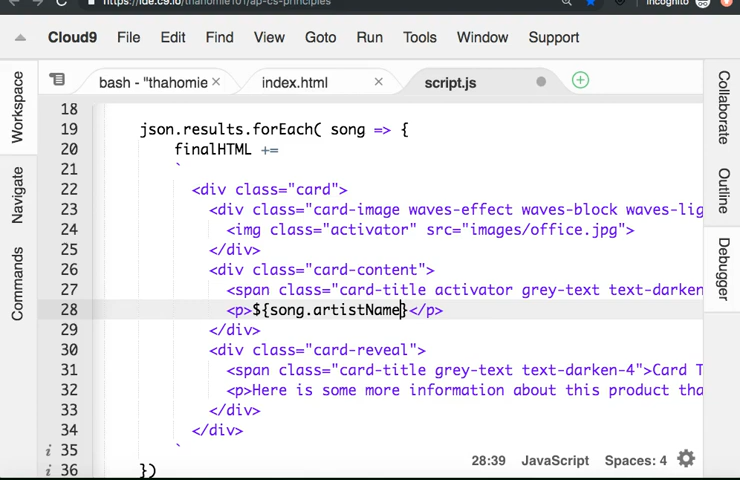 https://ide.c9.io/thahomie101/ap-cs-principles
Incognito
Cloud9 File Edit Find View Goto Run Tools Window Support
bash - "thahomie × index.html × script.js
Workspace
Navigate
Commands
18
19 json.results.forEach( song => {
20 finalHTML +=
21 `
22 <div class="card">
23 <div class="card-image waves-effect waves-block waves-lig
24 <img class="activator" src="images/office.jpg">
25 </div>
26 <div class="card-content">
27 <span class="card-title activator grey-text text-darken
28 <p>${song.artistName}</p>
29 </div>
30 <div class="card-reveal">
31 <span class="card-title grey-text text-darken-4">Card T
32 <p>Here is some more information about this product tha
33 </div>
34 </div>
i 35 `
i 36 })
Collaborate
Outline
Debugger
28:39 JavaScript Spaces: 4